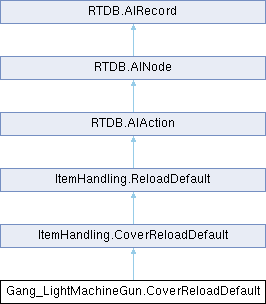 RTDB.AIRecord
RTDB.AINode
RTDB.AIAction
ItemHandling.ReloadDefault
ItemHandling.CoverReloadDefault
Gang_LightMachineGun.CoverReloadDefault